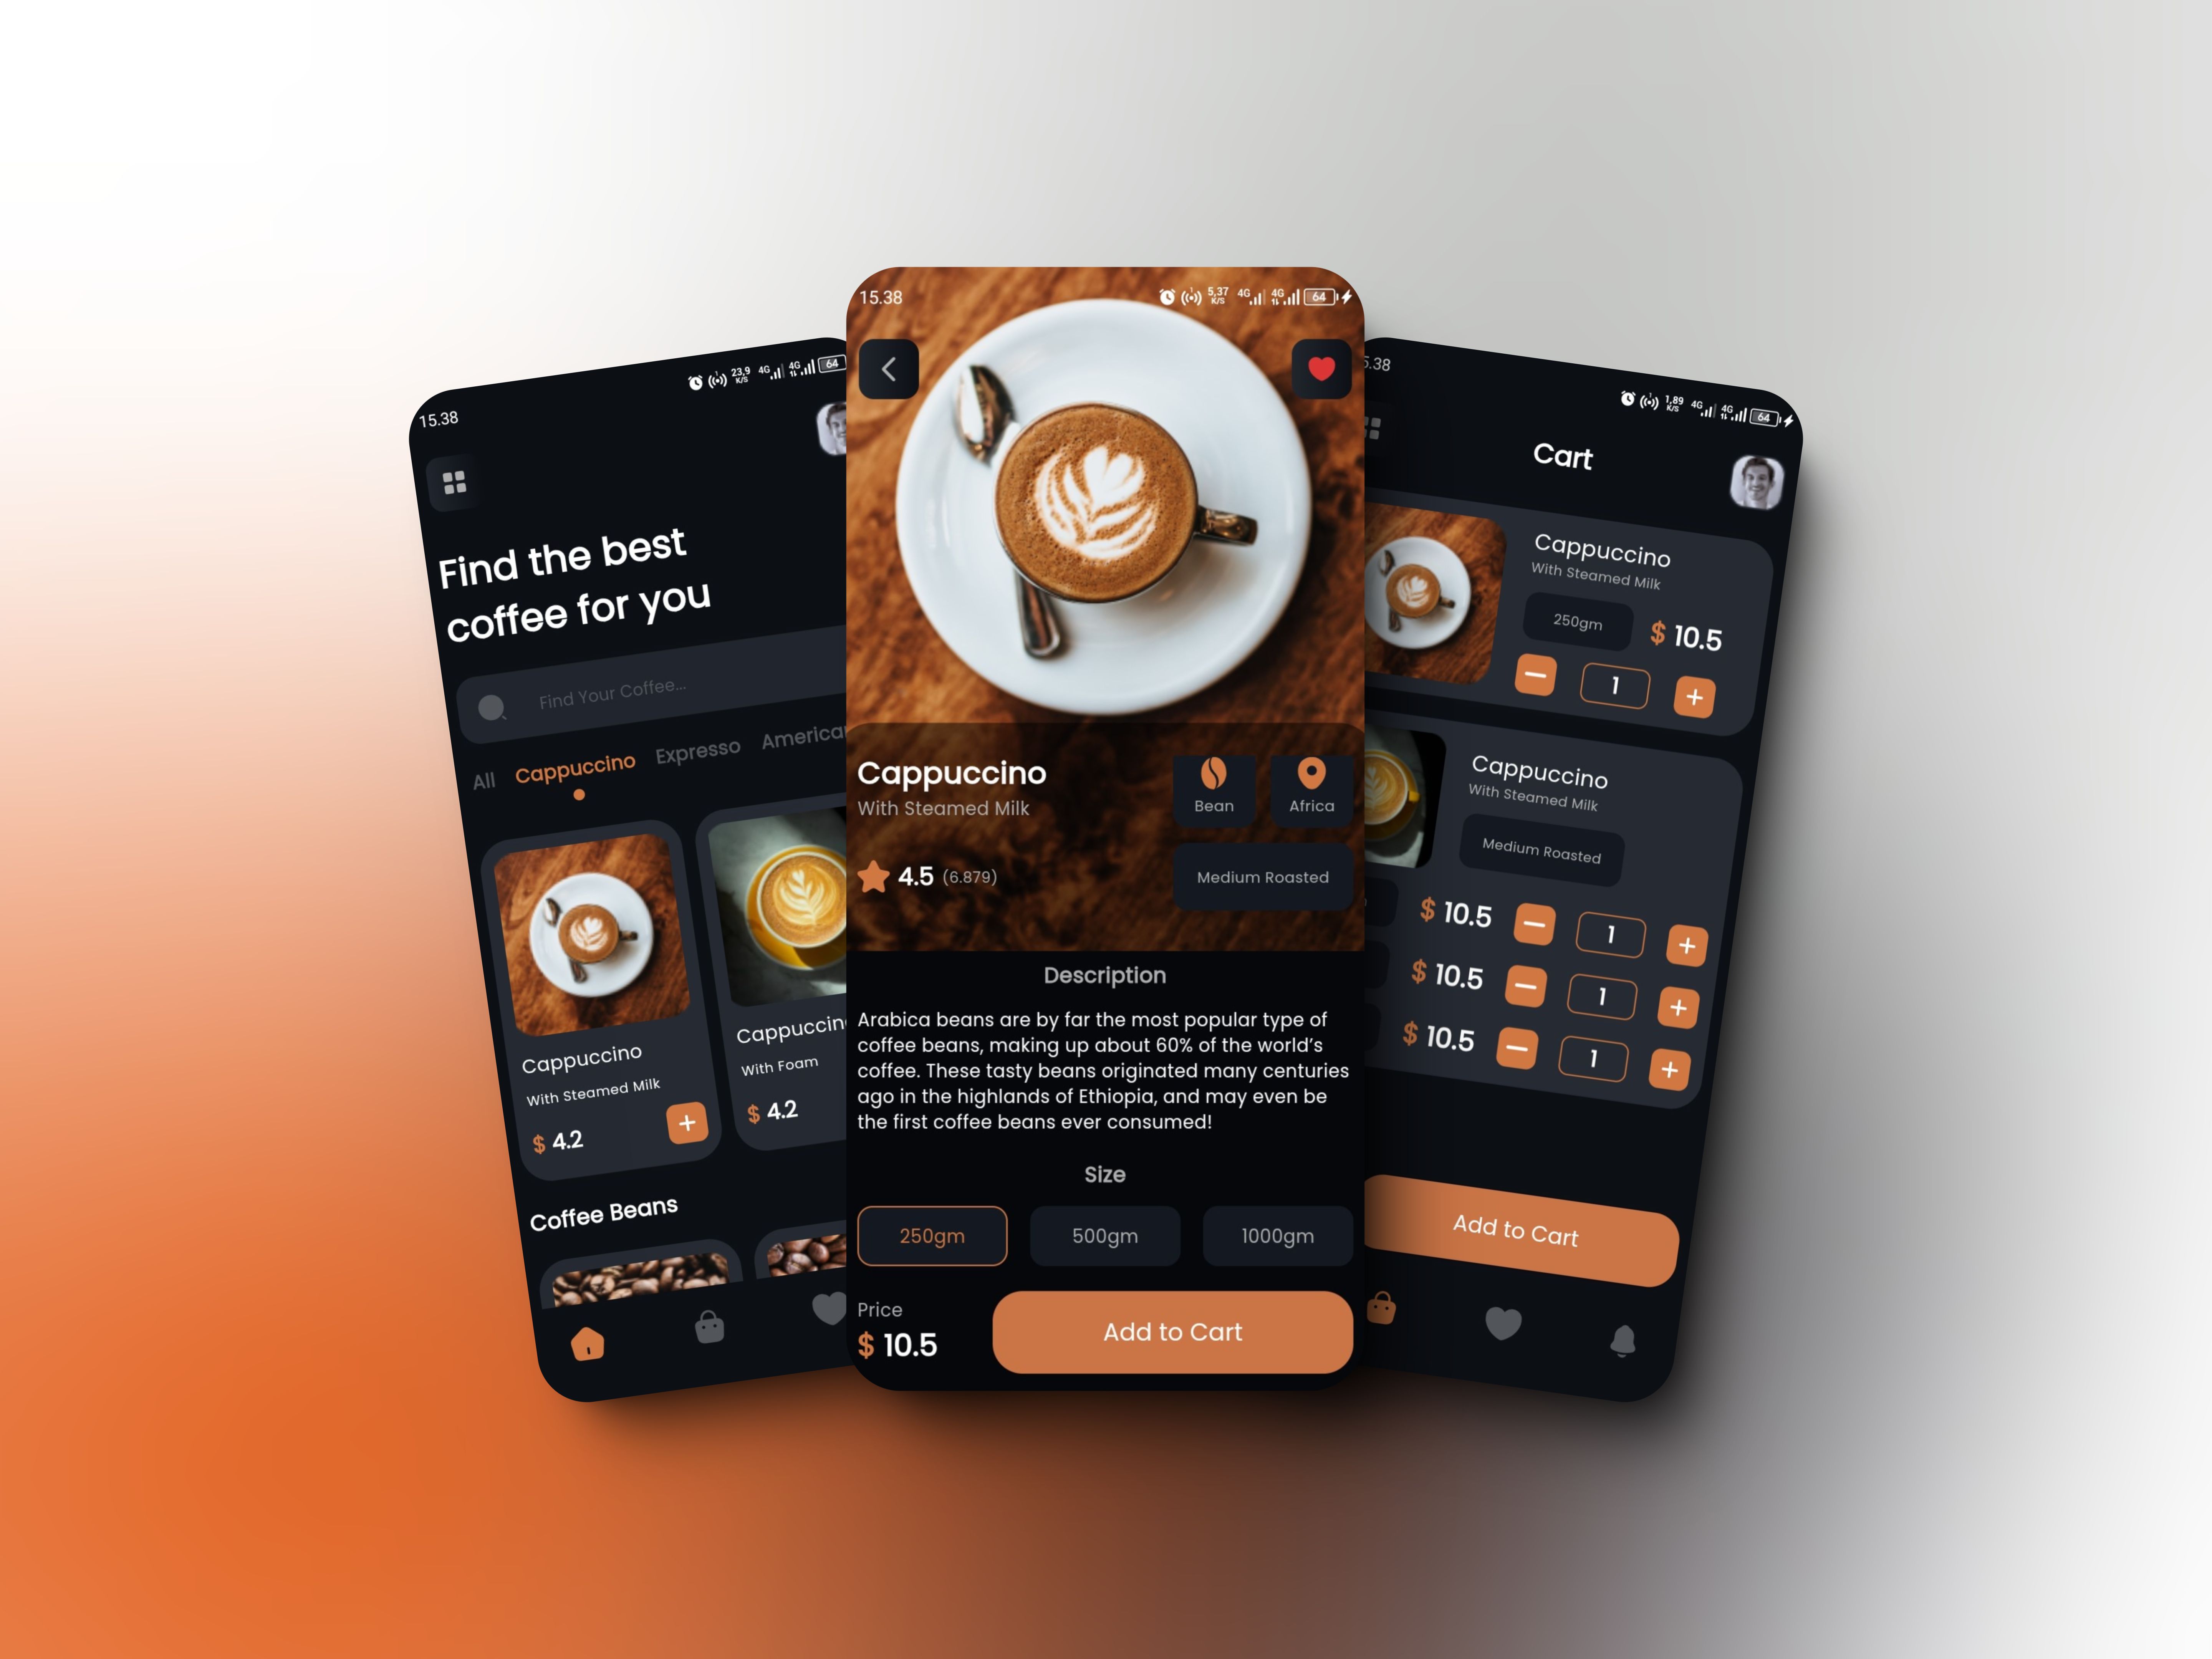 15.38
23,9
K/S
4G
4G
64
Find the best
coffee for you
Find Your Coffee...
All Cappuccino Expresso
Cappuccino
With Steamed Milk
$ 4.2
With Foam
$ 4.2
Coffee Beans
15.38
5,37
K/S
4G
4G
64
Cappuccino
With Steamed Milk
Bean
Africa
4.5 (6.879)
Medium Roasted
Description
Arabica beans are by far the most popular type of
coffee beans, making up about 60% of the world's
coffee. These tasty beans originated many centuries
ago in the highlands of Ethiopia, and may even be
the first coffee beans ever consumed!
Size
250gm 500gm 1000gm
Price
$ 10.5
Add to Cart
5.38
1,89
K/S
4G
4G
64
Cart
Cappuccino
With Steamed Milk
250gm
$ 10.5
1
Cappuccino
With Steamed Milk
Medium Roasted
$ 10.5 1
$ 10.5 1
$ 10.5 1
Add to Cart